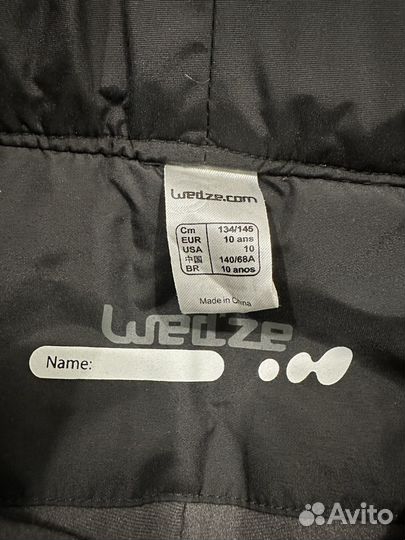 Wedze.com
Cm 134/145
EUR 10 ans
USA 10
中国 140/68A
BR 10 anos
Made in China
Wedze
Name:
Avito